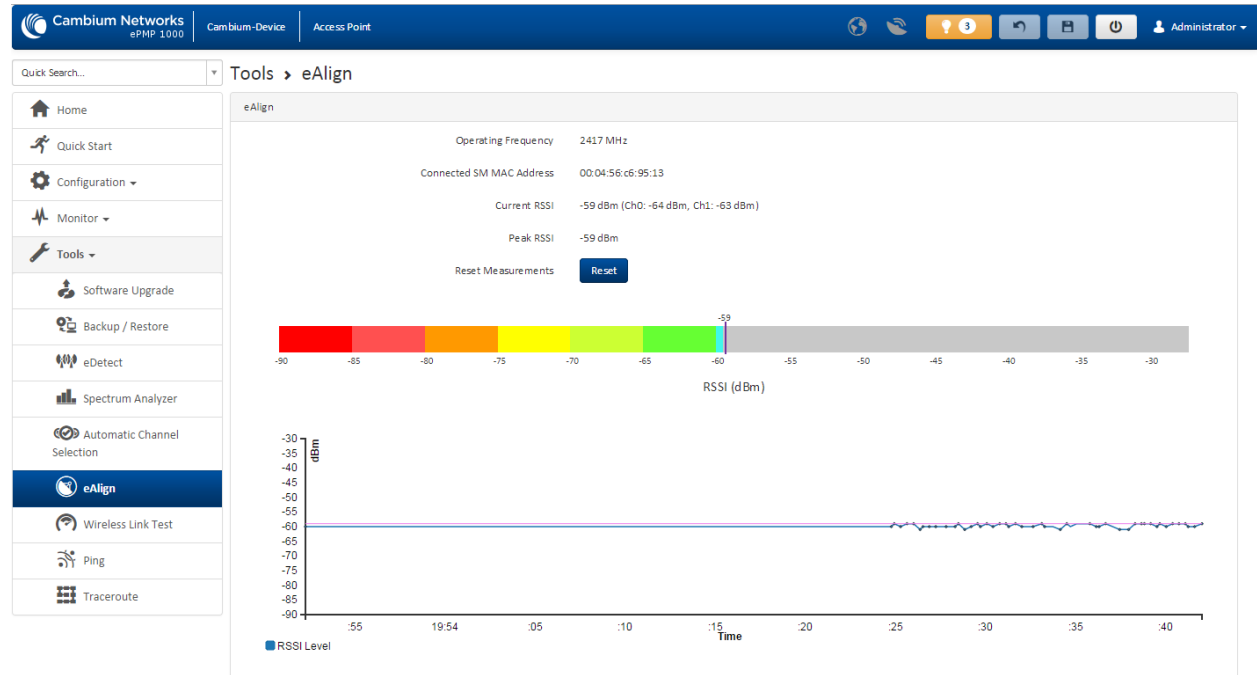 Cambium Networks
ePMP 1000
Cambium-Device
Access Point
3
Administrator
Quick Search...
Tools › eAlign
Home
Quick Start
Configuration
Monitor
Tools
Software Upgrade
Backup / Restore
eDetect
Spectrum Analyzer
Automatic Channel
Selection
eAlign
Wireless Link Test
Ping
Traceroute
eAlign
Operating Frequency 2417 MHz
Connected SM MAC Address 00:04:56:c6:95:13
Current RSSI -59 dBm (Ch0: -64 dBm, Ch1: -63 dBm)
Peak RSSI -59 dBm
Reset Measurements Reset
-59
-90 -85 -80 -75 -70 -65 -60 -55 -50 -45 -40 -35 -30
RSSI (dBm)
dBm
-30
-35
-40
-45
-50
-55
-60
-65
-70
-75
-80
-85
-90
:55 19:54 :05 :10 :15 :20 :25 :30 :35 :40
Time
RSSI Level